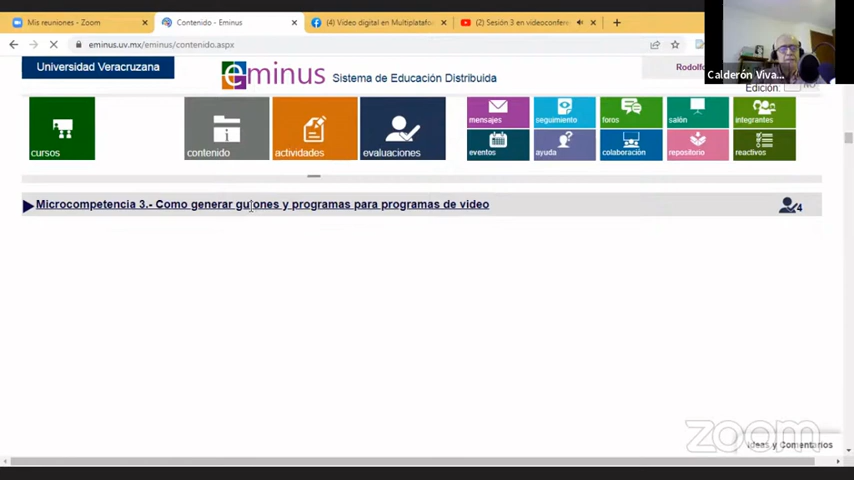 Mis reuniones - Zoom
Contenido - Eminus
(4) Video digital en Multiplatafor
(2) Sesión 3 en videoconfere
eminus.uv.mx/eminus/contenido.aspx
Calderón Viva...
Universidad Veracruzana
eminus Sistema de Educación Distribuida
Rodolfo
Edición: NO
cursos
contenido
actividades
evaluaciones
mensajes
seguimiento
foros
salón
integrantes
eventos
ayuda
colaboración
repositorio
reactivos
Microcompetencia 3.- Como generar guiones y programas para programas de video
4
zoom
Ideas y Comentarios